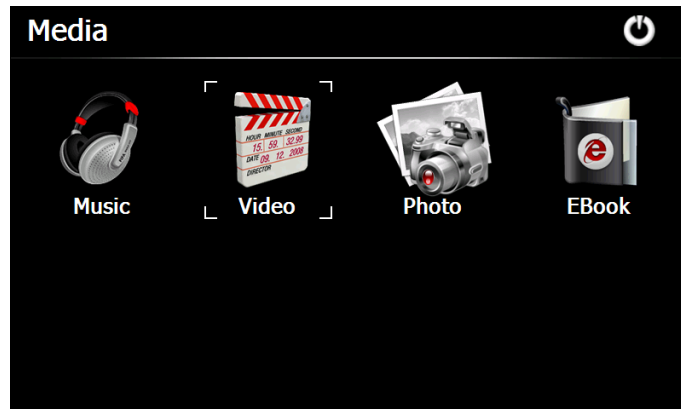 Media
HOUR MINUTE SECOND
15. 59. 32.99
DATE 09. 12. 2008
DIRECTOR
Music
Video
Photo
EBook